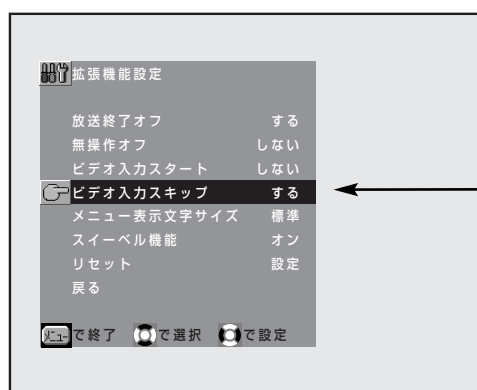 拡張機能設定
放送終了オフ する
無操作オフ しない
ビデオ入力スタート しない
ビデオ入力スキップ する
メニュー表示文字サイズ 標準
スイーベル機能 オン
リセット 設定
戻る
メニューで終了 で選択 で設定